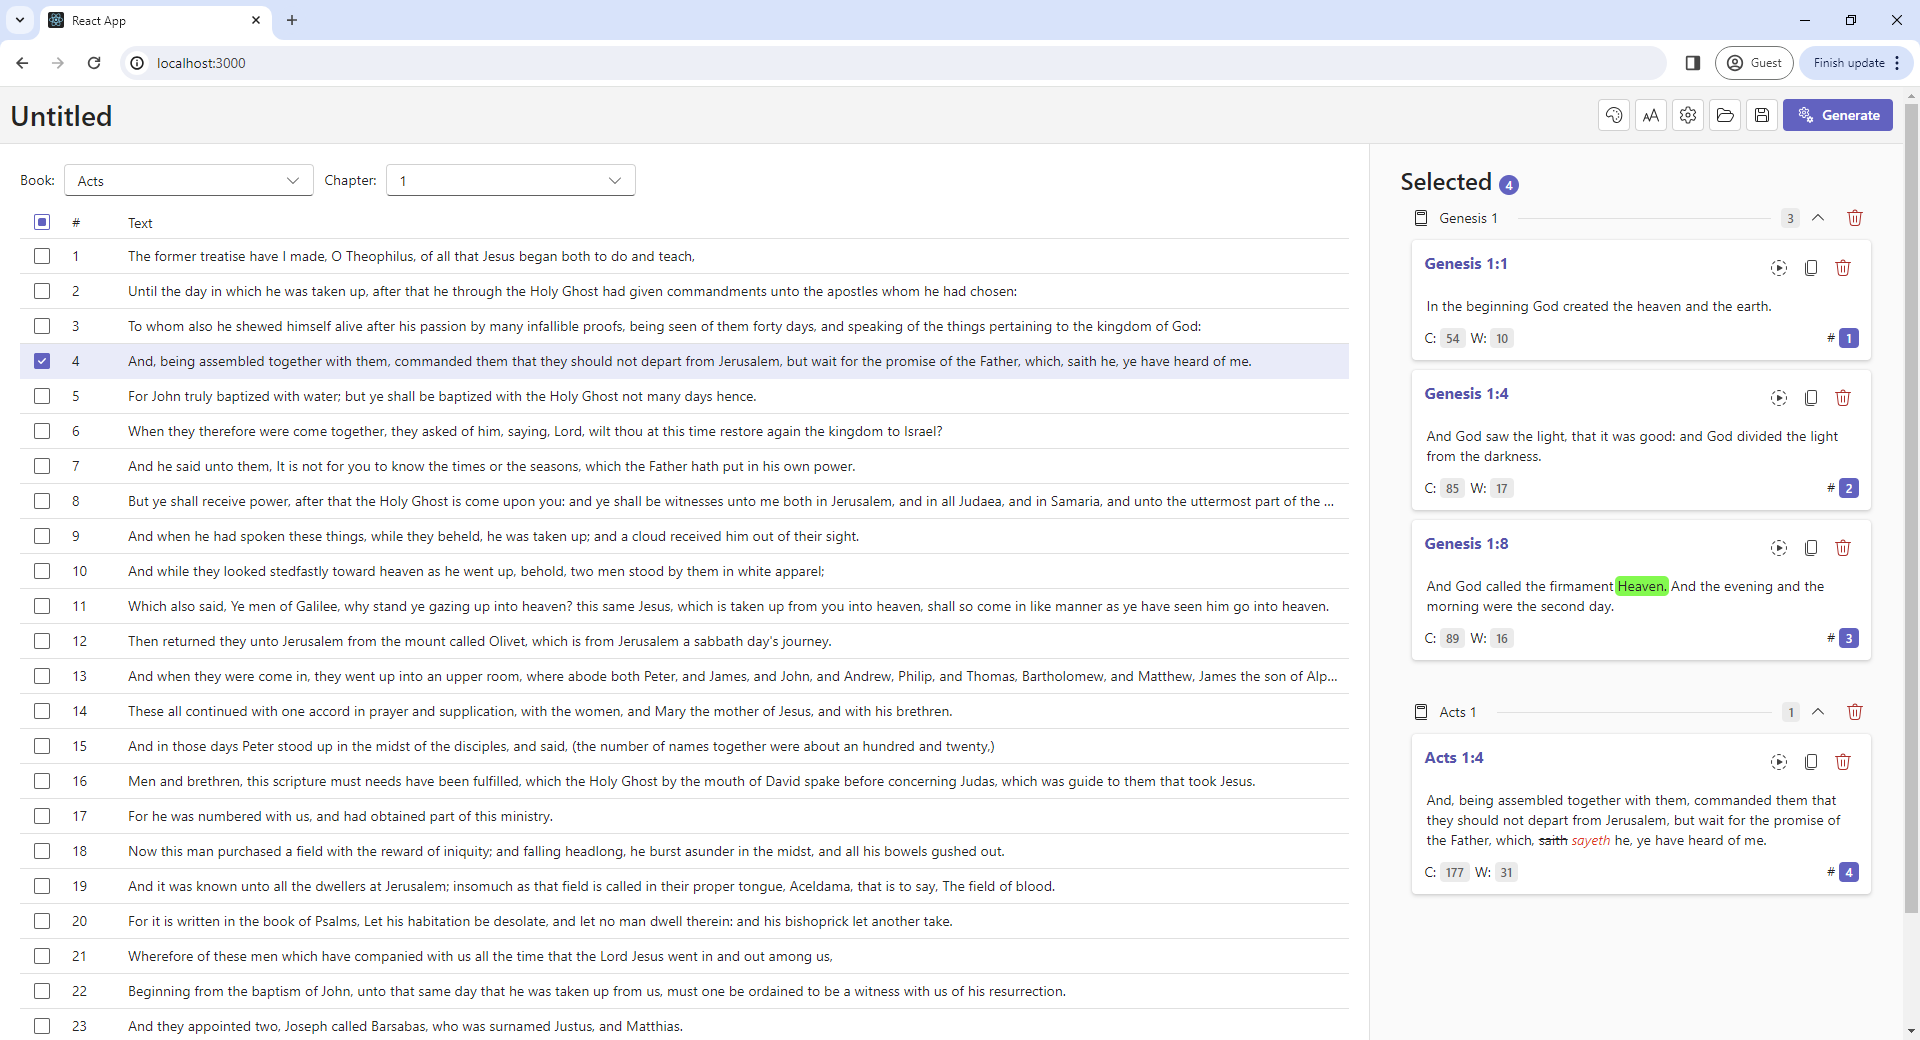 React App
localhost:3000
Guest
Finish update
Untitled
AA
Generate
Book:
Acts
Chapter:
1
# Text
1 The former treatise have I made, O Theophilus, of all that Jesus began both to do and teach,
2 Until the day in which he was taken up, after that he through the Holy Ghost had given commandments unto the apostles whom he had chosen:
3 To whom also he shewed himself alive after his passion by many infallible proofs, being seen of them forty days, and speaking of the things pertaining to the kingdom of God:
4 And, being assembled together with them, commanded them that they should not depart from Jerusalem, but wait for the promise of the Father, which, saith he, ye have heard of me.
5 For John truly baptized with water; but ye shall be baptized with the Holy Ghost not many days hence.
6 When they therefore were come together, they asked of him, saying, Lord, wilt thou at this time restore again the kingdom to Israel?
7 And he said unto them, It is not for you to know the times or the seasons, which the Father hath put in his own power.
8 But ye shall receive power, after that the Holy Ghost is come upon you: and ye shall be witnesses unto me both in Jerusalem, and in all Judaea, and in Samaria, and unto the uttermost part of the ...
9 And when he had spoken these things, while they beheld, he was taken up; and a cloud received him out of their sight.
10 And while they looked stedfastly toward heaven as he went up, behold, two men stood by them in white apparel;
11 Which also said, Ye men of Galilee, why stand ye gazing up into heaven? this same Jesus, which is taken up from you into heaven, shall so come in like manner as ye have seen him go into heaven.
12 Then returned they unto Jerusalem from the mount called Olivet, which is from Jerusalem a sabbath day's journey.
13 And when they were come in, they went up into an upper room, where abode both Peter, and James, and John, and Andrew, Philip, and Thomas, Bartholomew, and Matthew, James the son of Alp...
14 These all continued with one accord in prayer and supplication, with the women, and Mary the mother of Jesus, and with his brethren.
15 And in those days Peter stood up in the midst of the disciples, and said, (the number of names together were about an hundred and twenty,)
16 Men and brethren, this scripture must needs have been fulfilled, which the Holy Ghost by the mouth of David spake before concerning Judas, which was guide to them that took Jesus.
17 For he was numbered with us, and had obtained part of this ministry.
18 Now this man purchased a field with the reward of iniquity; and falling headlong, he burst asunder in the midst, and all his bowels gushed out.
19 And it was known unto all the dwellers at Jerusalem; insomuch as that field is called in their proper tongue, Aceldama, that is to say, The field of blood.
20 For it is written in the book of Psalms, Let his habitation be desolate, and let no man dwell therein: and his bishoprick let another take.
21 Wherefore of these men which have companied with us all the time that the Lord Jesus went in and out among us,
22 Beginning from the baptism of John, unto that same day that he was taken up from us, must one be ordained to be a witness with us of his resurrection.
23 And they appointed two, Joseph called Barsabas, who was surnamed Justus, and Matthias.
Selected 4
Genesis 1 3
Genesis 1:1
In the beginning God created the heaven and the earth.
C: 54 W: 10 # 1
Genesis 1:4
And God saw the light, that it was good: and God divided the light
from the darkness.
C: 85 W: 17 # 2
Genesis 1:8
And God called the firmament Heaven. And the evening and the
morning were the second day.
C: 89 W: 16 # 3
Acts 1 1
Acts 1:4
And, being assembled together with them, commanded them that
they should not depart from Jerusalem, but wait for the promise of
the Father, which, saith sayeth he, ye have heard of me.
C: 177 W: 31 # 4